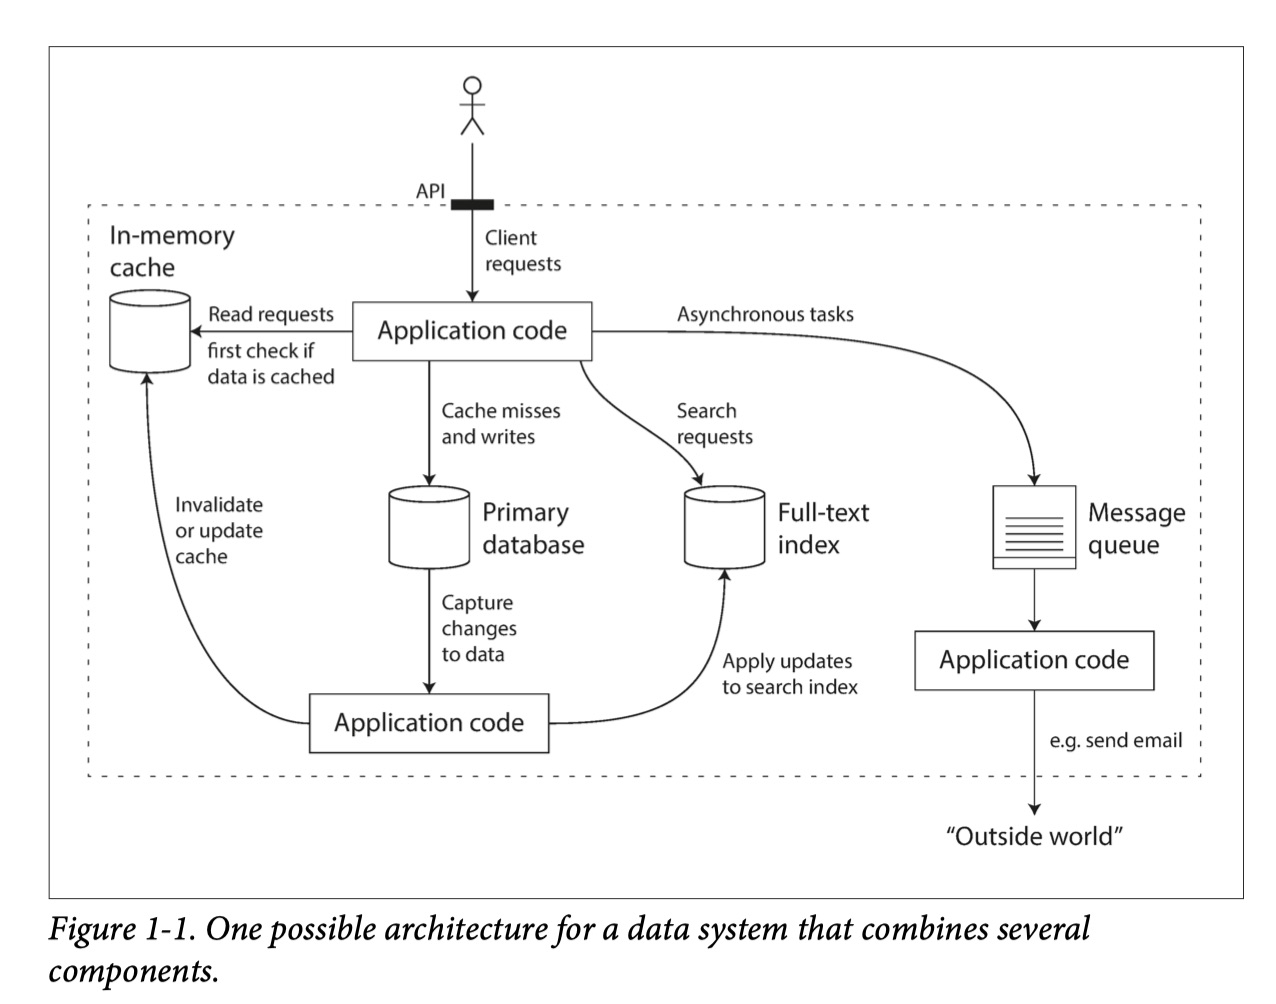 API
Client
requests
In-memory
cache
Read requests
first check if
data is cached
Application code
Asynchronous tasks
Cache misses
and writes
Search
requests
Invalidate
or update
cache
Primary
database
Full-text
index
Message
queue
Capture
changes
to data
Apply updates
to search index
Application code
Application code
e.g. send email
“Outside world”
Figure 1-1. One possible architecture for a data system that combines several
components.